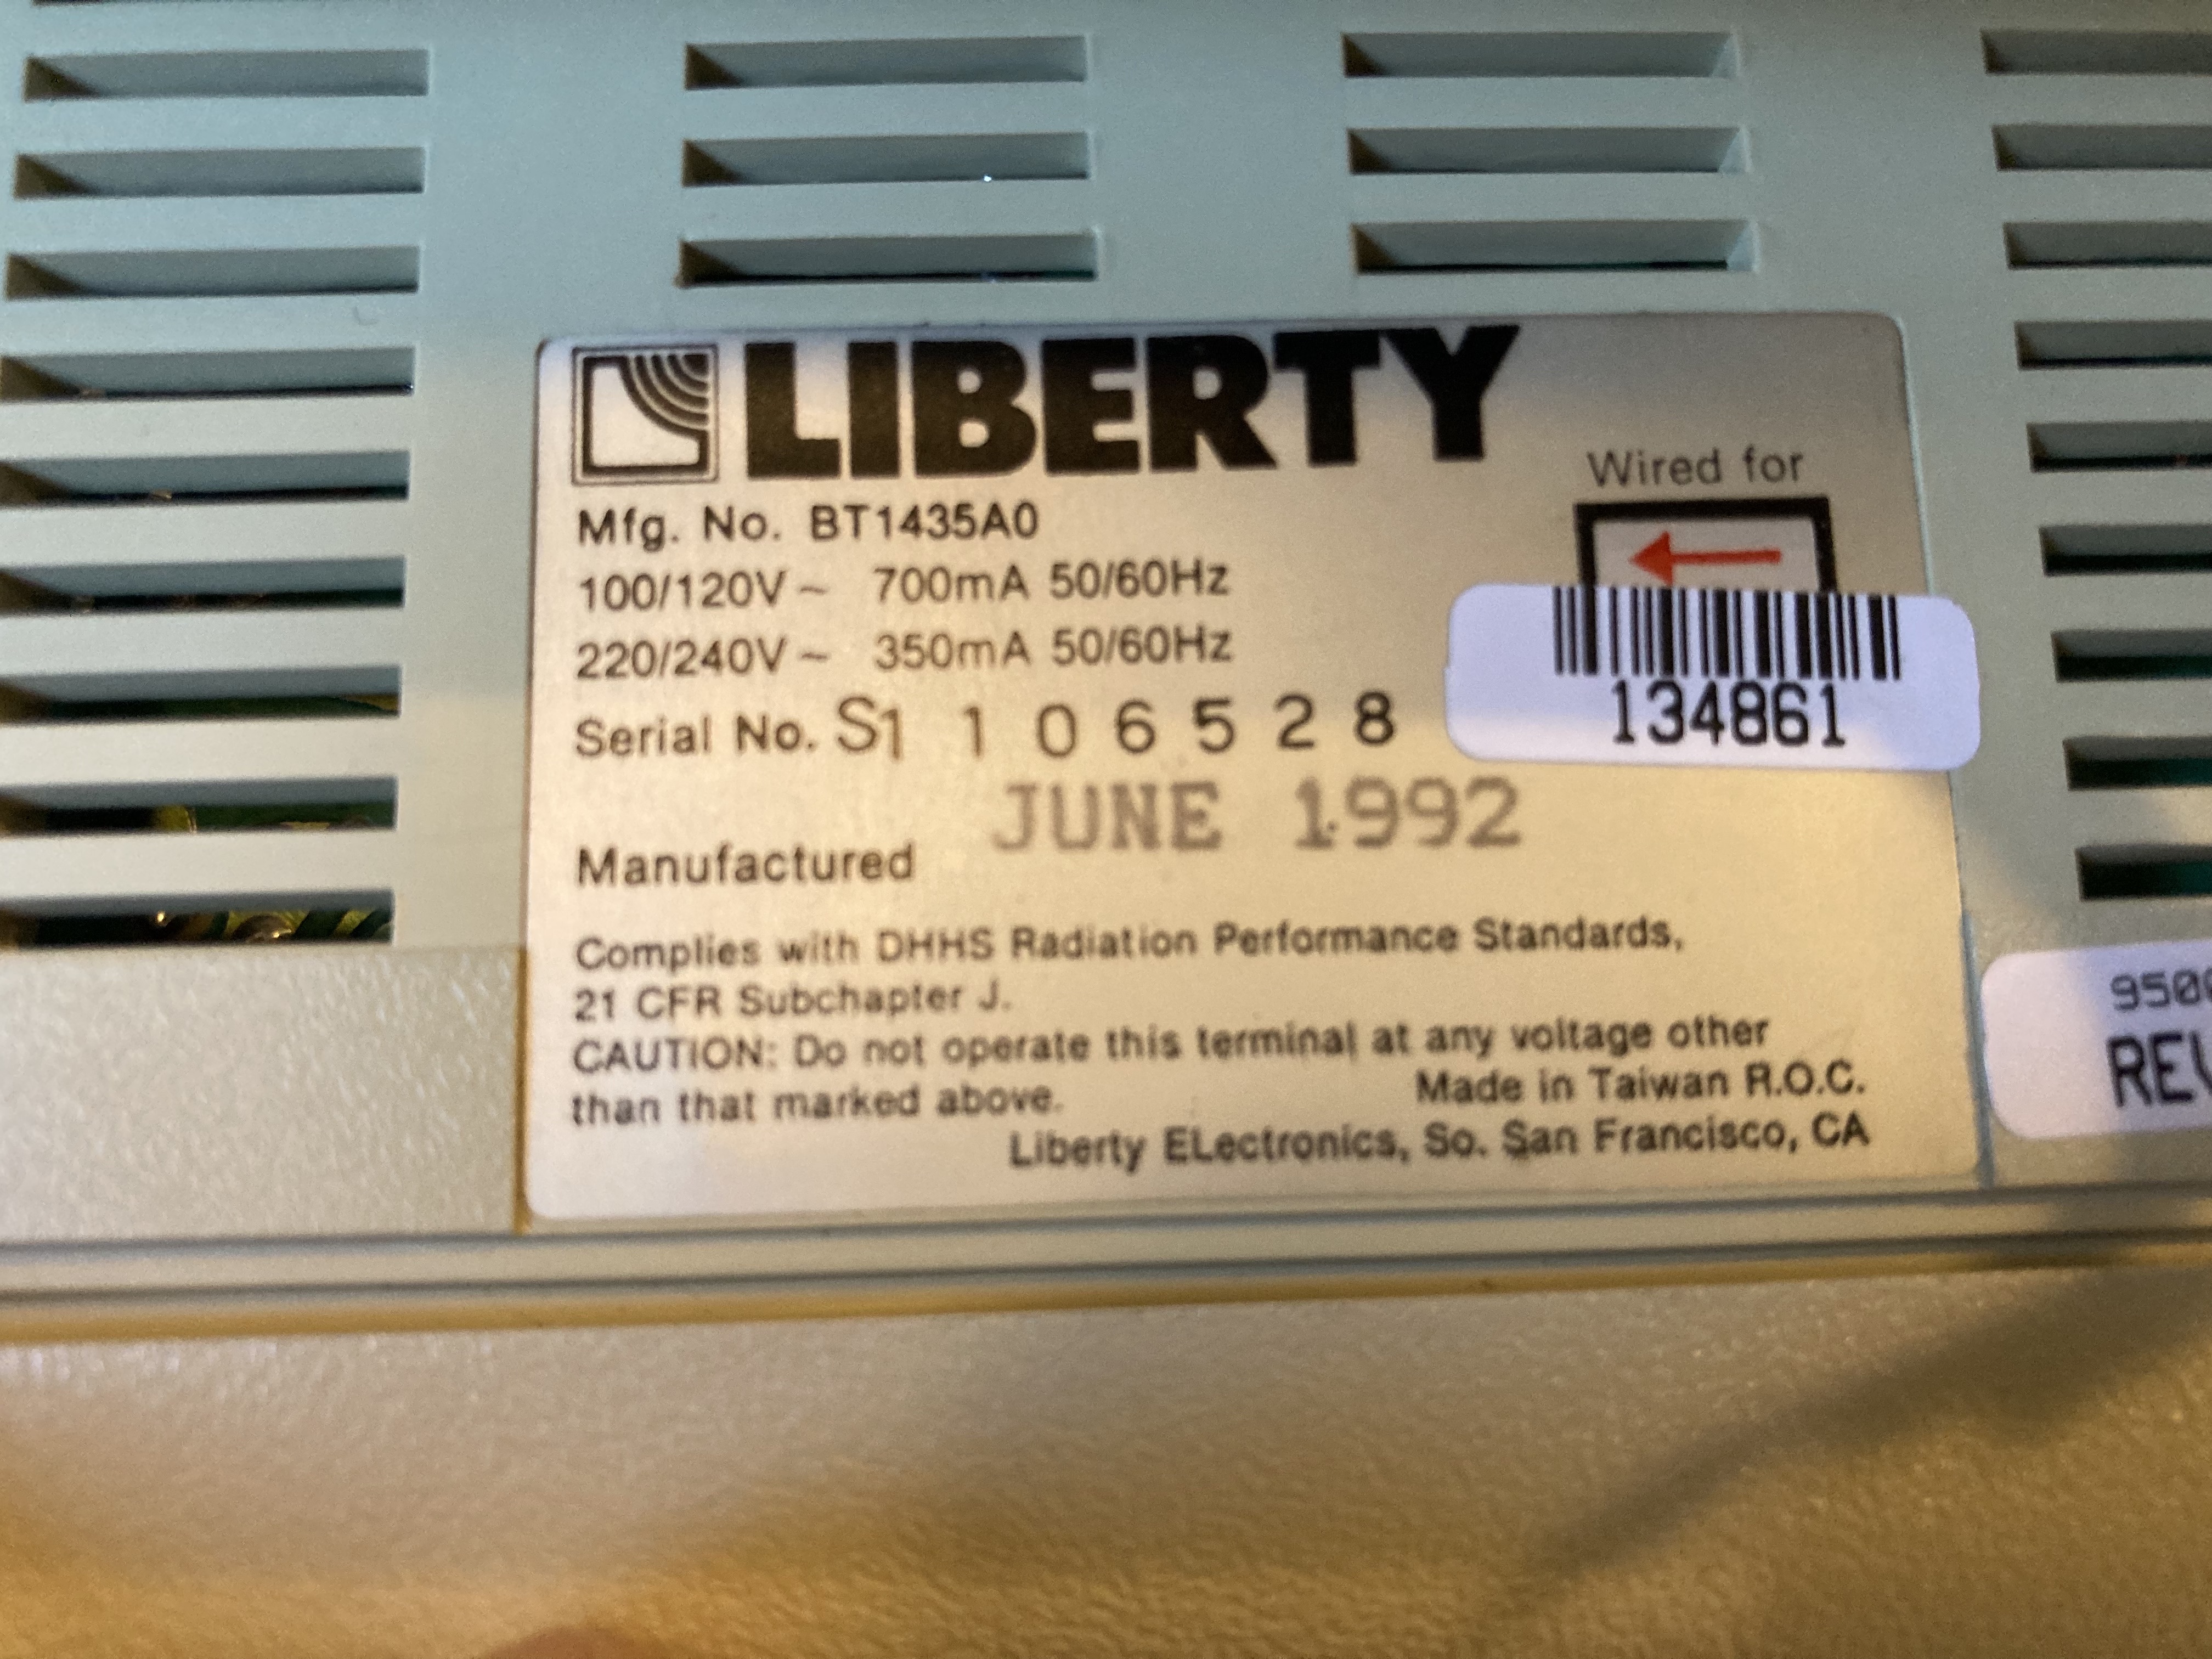 LIBERTY
Wired for
Mfg. No. BT1435A0
100/120V ~ 700mA 50/60Hz
220/240V ~ 350mA 50/60Hz
134861
Serial No. S1 1 0 6 5 2 8
JUNE 1992
Manufactured
Complies with DHHS Radiation Performance Standards,
21 CFR Subchapter J.
CAUTION: Do not operate this terminal at any voltage other
than that marked above.
Made in Taiwan R.O.C.
Liberty ELectronics, So. San Francisco, CA